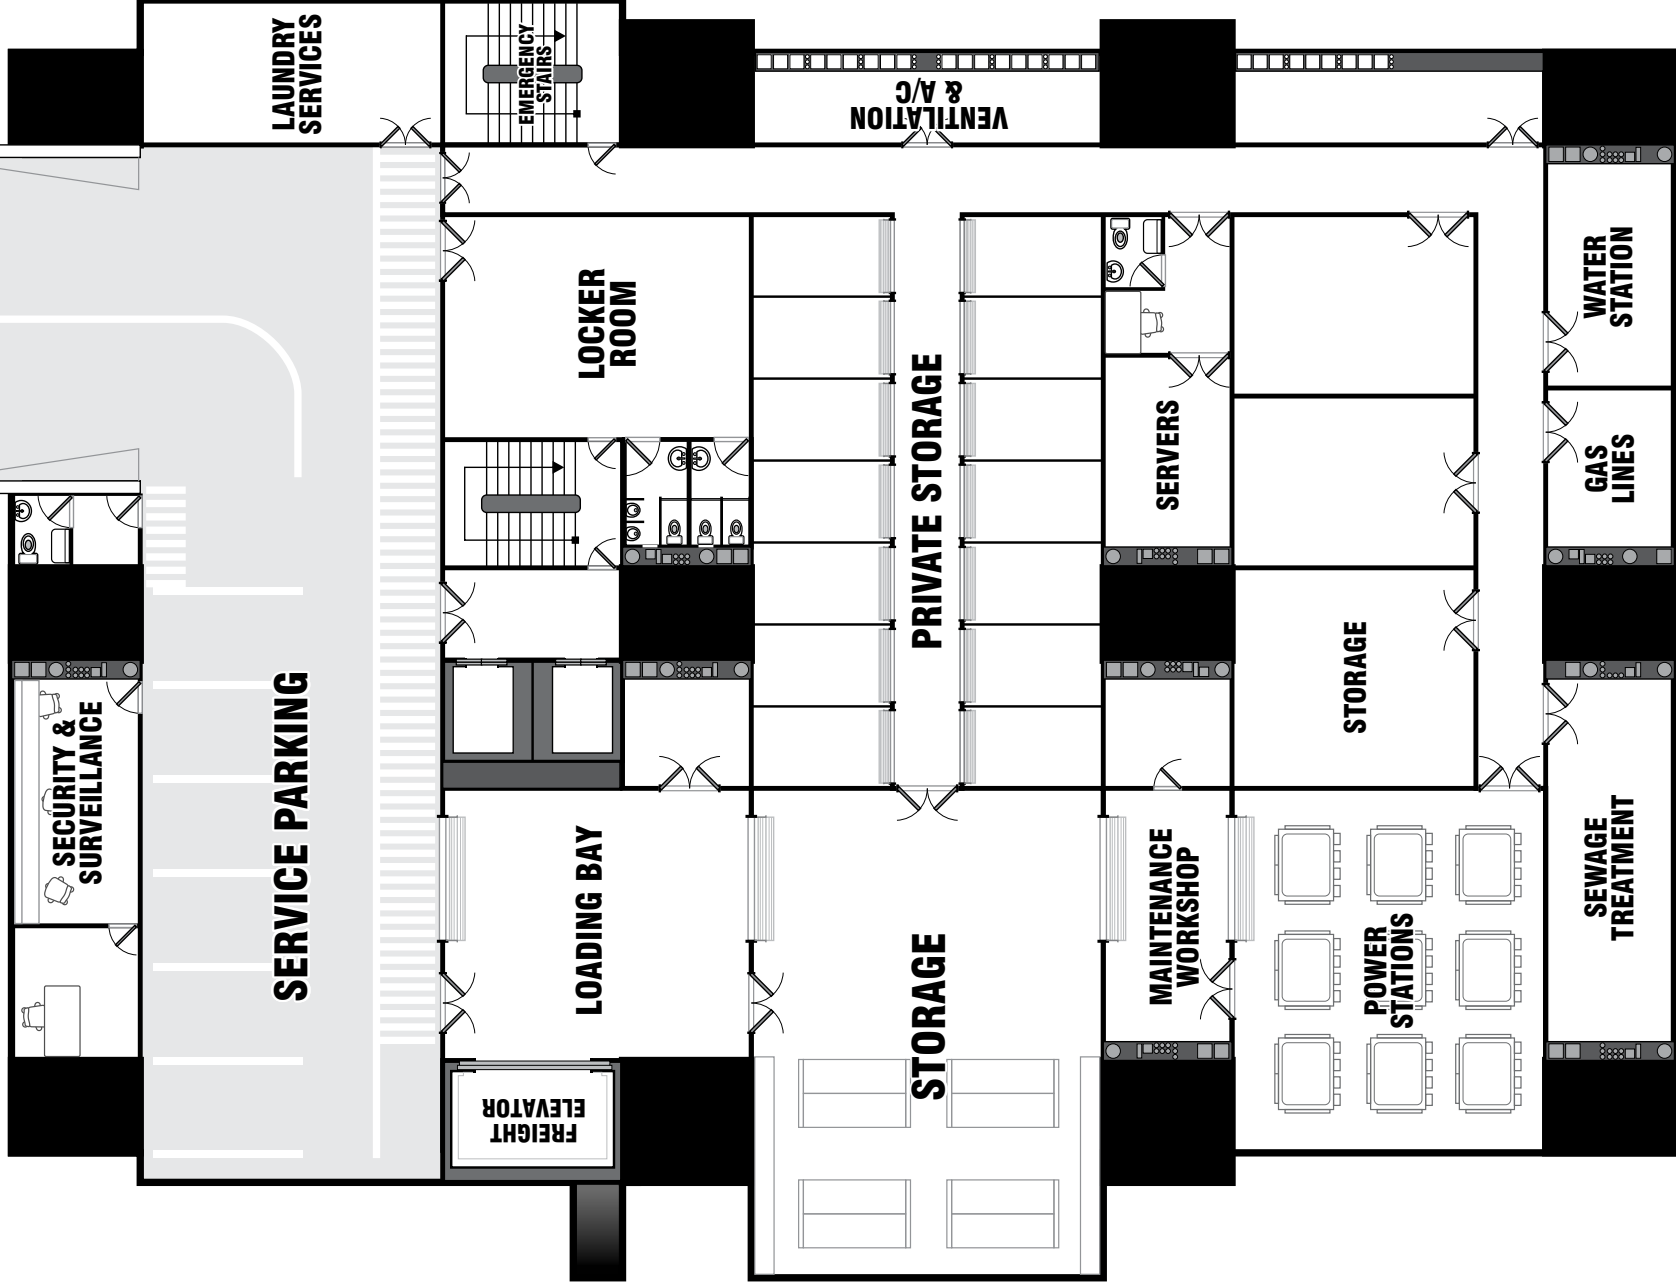 LAUNDRY
SERVICES
EMERGENCY
STAIRS
VENTILATION
& A/C
WATER
STATION
LOCKER
ROOM
PRIVATE STORAGE
SERVERS
GAS
LINES
STORAGE
SECURITY &
SURVEILLANCE
SERVICE PARKING
LOADING BAY
STORAGE
MAINTENANCE
WORKSHOP
POWER
STATIONS
SEWAGE
TREATMENT
FREIGHT
ELEVATOR